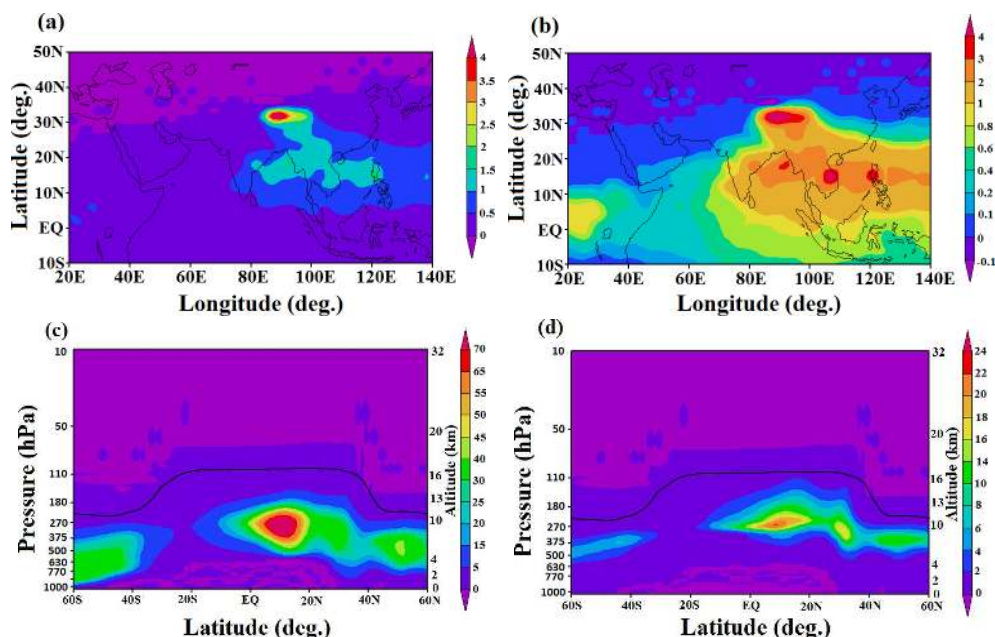 (a)
50N
40N
30N
20N
10N
EQ
10S
Latitude (deg.)
20E 40E 60E 80E 100E 120E 140E
Longitude (deg.)
4
3.5
3
2.5
2
1.5
1
0.5
0
(b)
50N
40N
30N
20N
10N
EQ
10S
Latitude (deg.)
20E 40E 60E 80E 100E 120E 140E
Longitude (deg.)
4
3
2
1
0.8
0.6
0.4
0.2
0.1
0
-0.1
(c)
10
50
110
180
270
375
500
630
770
1000
Pressure (hPa)
60S 40S 20S EQ 20N 40N 60N
Latitude (deg.)
32
20
16
13
10
4
2
0
Altitude (km)
70
65
55
50
45
40
35
30
25
20
15
10
5
0
(d)
10
50
110
180
270
375
500
630
770
1000
Pressure (hPa)
60S 40S 20S EQ 20N 40N 60N
Latitude (deg.)
32
20
16
12
10
4
2
0
Altitude (km)
24
22
20
18
16
14
12
10
8
6
4
2
0